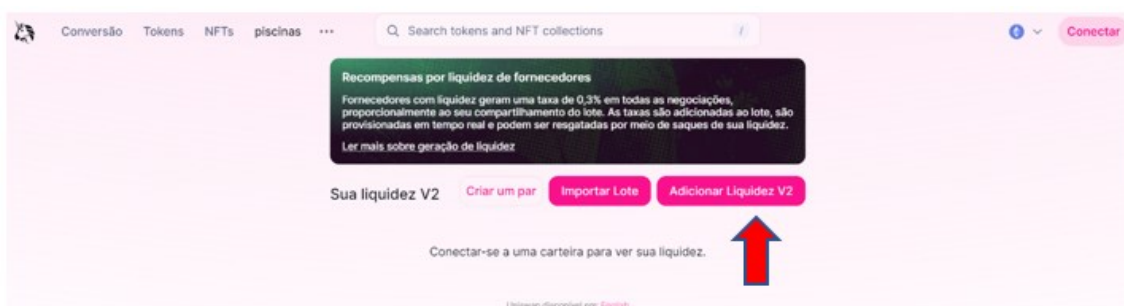 Conversão Tokens NFTs piscinas ... Search tokens and NFT collections / Conectar
Recompensas por liquidez de fornecedores
Fornecedores com liquidez geram uma taxa de 0,3% em todas as negociações,
proporcionalmente ao seu compartilhamento do lote. As taxas são adicionadas ao lote, são
provisionadas em tempo real e podem ser resgatadas por meio de saques de sua liquidez.
Ler mais sobre geração de liquidez
Sua liquidez V2 Criar um par Importar Lote Adicionar Liquidez V2
Conectar-se a uma carteira para ver sua liquidez.
Uniswap disponível em: English